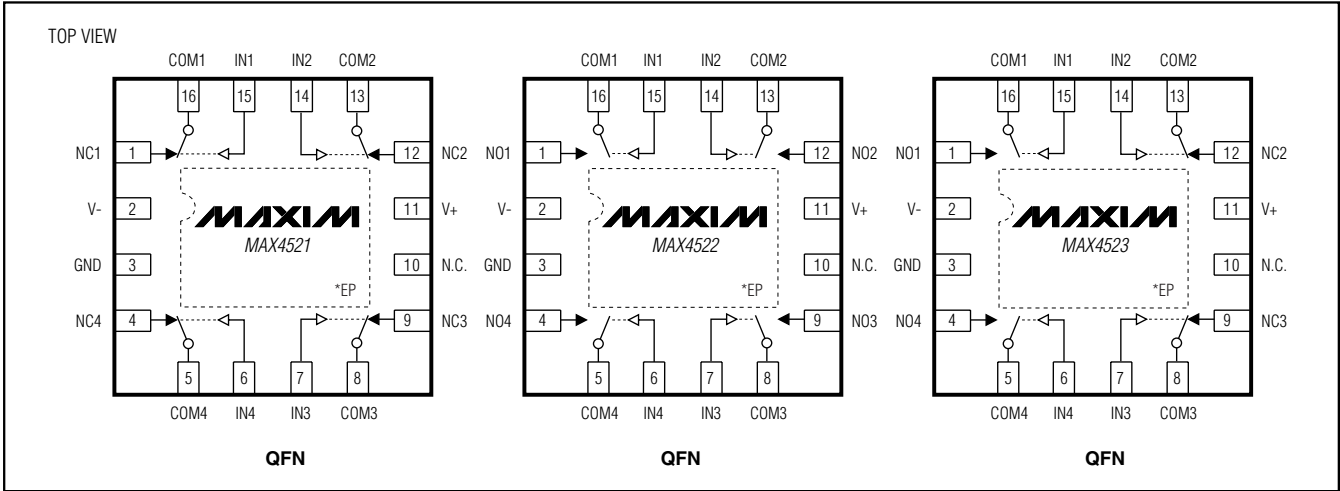 TOP VIEW
COM1 IN1 IN2 COM2
16 15 14 13
NC1 1 12 NC2
V- 2 11 V+
MAXIM
MAX4521
GND 3 10 N.C.
*EP
NC4 4 9 NC3
5 6 7 8
COM4 IN4 IN3 COM3
QFN
COM1 IN1 IN2 COM2
16 15 14 13
NO1 1 12 NO2
V- 2 11 V+
MAXIM
MAX4522
GND 3 10 N.C.
*EP
NO4 4 9 NO3
5 6 7 8
COM4 IN4 IN3 COM3
QFN
COM1 IN1 IN2 COM2
16 15 14 13
NO1 1 12 NC2
V- 2 11 V+
MAXIM
MAX4523
GND 3 10 N.C.
*EP
NO4 4 9 NC3
5 6 7 8
COM4 IN4 IN3 COM3
QFN